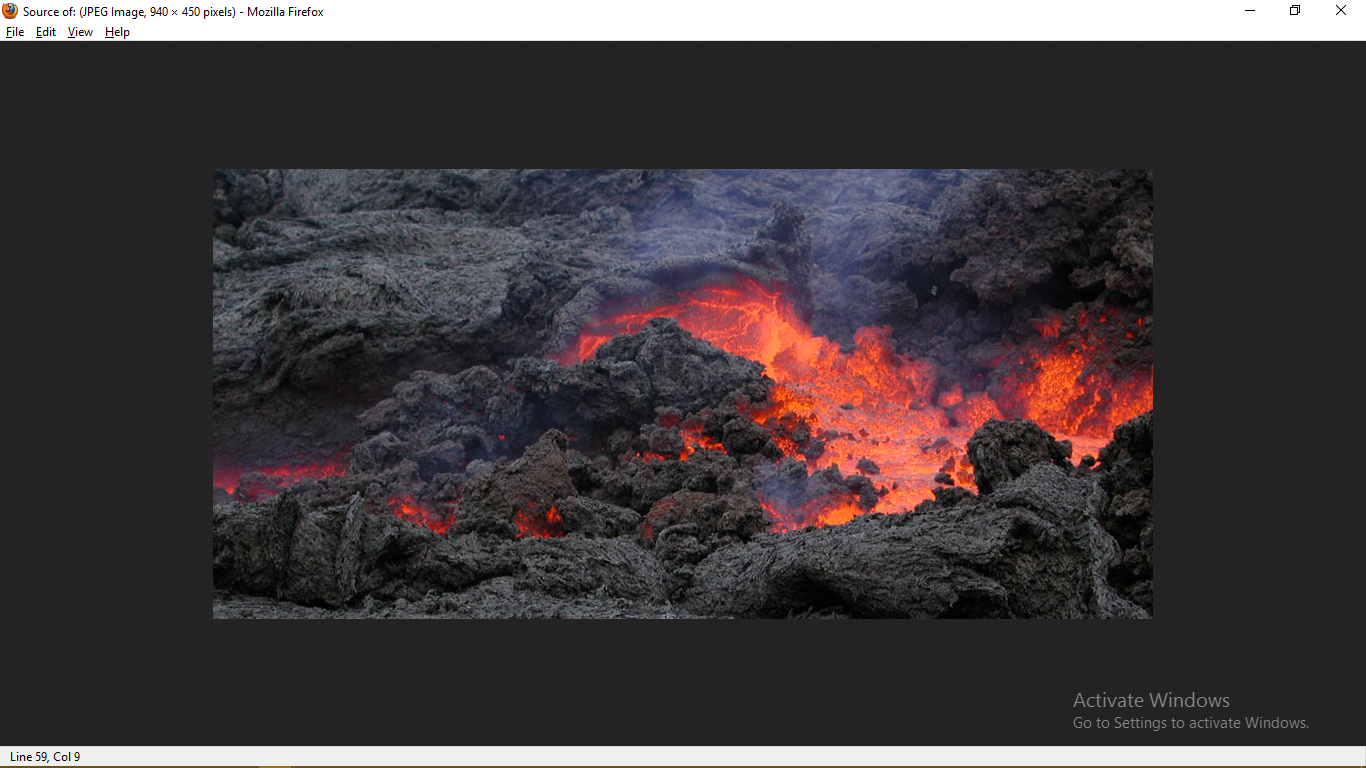 Source of: (JPEG Image, 940 × 450 pixels) - Mozilla Firefox
File Edit View Help
Activate Windows
Go to Settings to activate Windows.
Line 59, Col 9